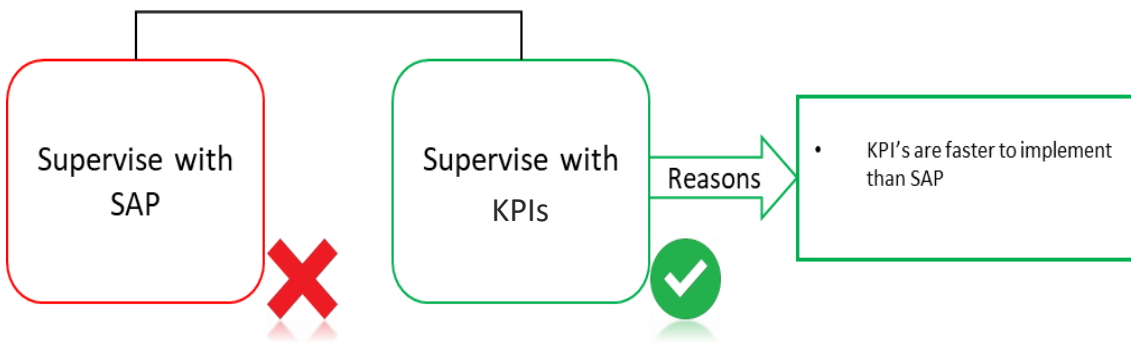 Supervise with
SAP
Supervise with
KPIs
Reasons
• KPI's are faster to implement
than SAP